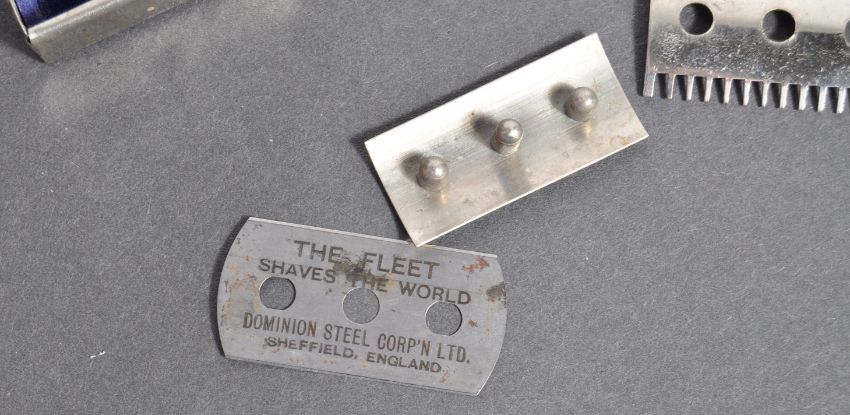 THE FLEET
SHAVES THE WORLD
DOMINION STEEL CORP'N LTD.
SHEFFIELD, ENGLAND